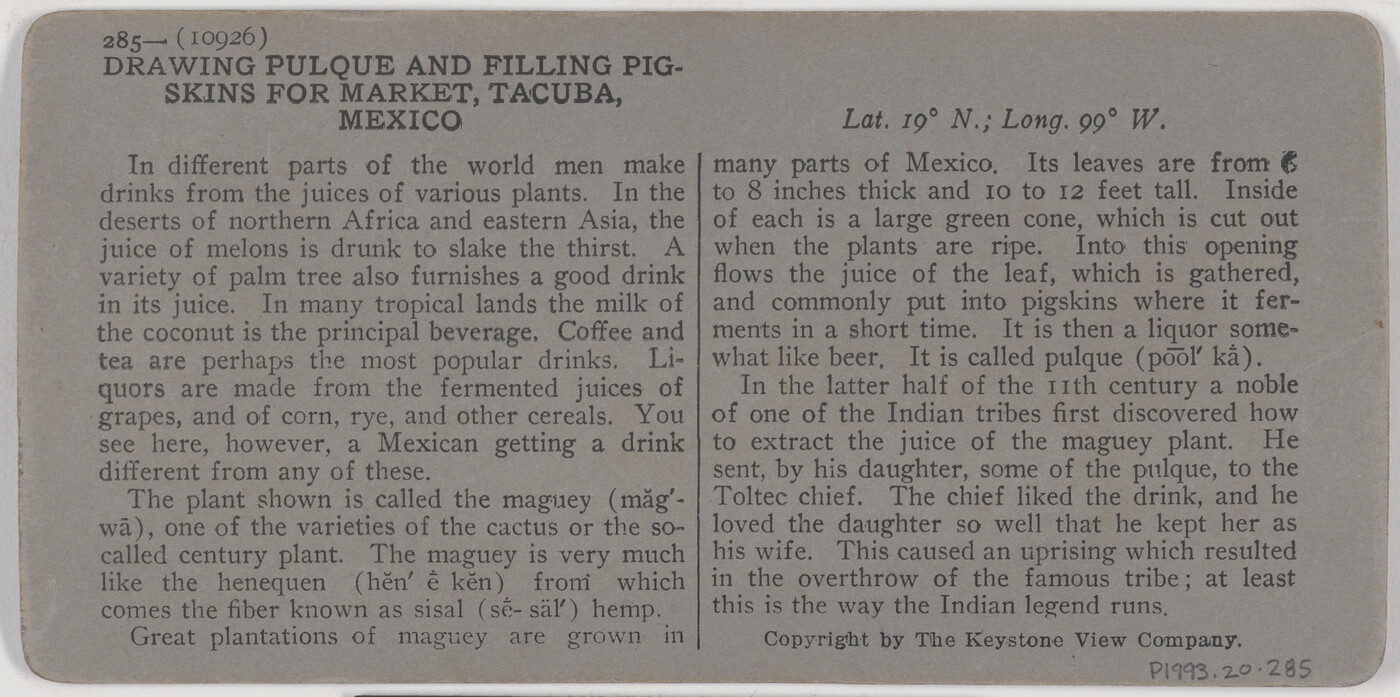 285— (10926)
DRAWING PULQUE AND FILLING PIG-
SKINS FOR MARKET, TACUBA,
MEXICO
In different parts of the world men make
drinks from the juices of various plants. In the
deserts of northern Africa and eastern Asia, the
juice of melons is drunk to slake the thirst. A
variety of palm tree also furnishes a good drink
in its juice. In many tropical lands the milk of
the coconut is the principal beverage. Coffee and
tea are perhaps the most popular drinks. Li-
quors are made from the fermented juices of
grapes, and of corn, rye, and other cereals. You
see here, however, a Mexican getting a drink
different from any of these.
The plant shown is called the maguey (măg′-
wā), one of the varieties of the cactus or the so-
called century plant. The maguey is very much
like the henequen (hĕn′ ē̇ kĕn) from which
comes the fiber known as sisal (sē̇- säl′) hemp.
Great plantations of maguey are grown in
Lat. 19° N.; Long. 99° W.
many parts of Mexico. Its leaves are from 6
to 8 inches thick and 10 to 12 feet tall. Inside
of each is a large green cone, which is cut out
when the plants are ripe. Into this opening
flows the juice of the leaf, which is gathered,
and commonly put into pigskins where it fer-
ments in a short time. It is then a liquor some-
what like beer. It is called pulque (po͞ol′ kā̇).
In the latter half of the 11th century a noble
of one of the Indian tribes first discovered how
to extract the juice of the maguey plant. He
sent, by his daughter, some of the pulque, to the
Toltec chief. The chief liked the drink, and he
loved the daughter so well that he kept her as
his wife. This caused an uprising which resulted
in the overthrow of the famous tribe; at least
this is the way the Indian legend runs.
Copyright by The Keystone View Company.
P1993.20.285